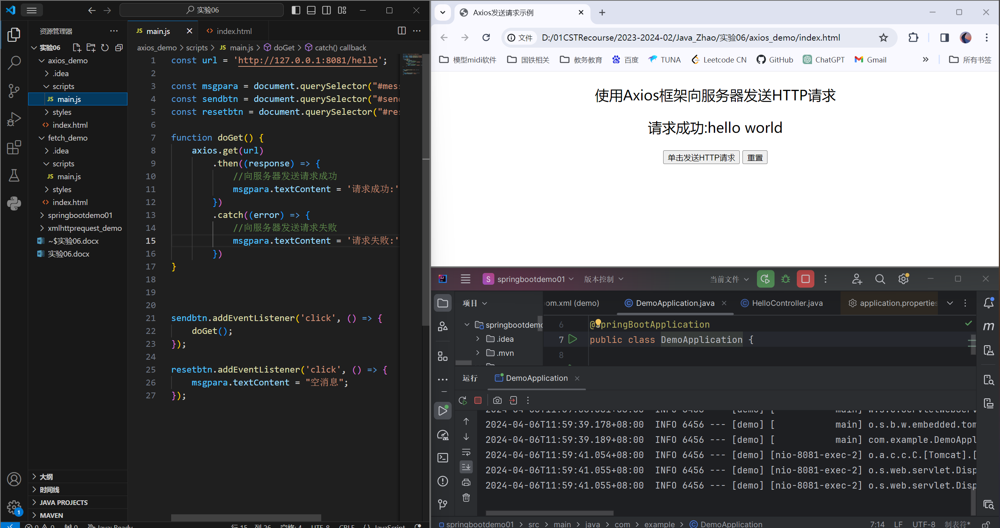 实验06
资源管理器
实验06
axios_demo
.idea
scripts
JS main.js
styles
index.html
fetch_demo
.idea
scripts
JS main.js
styles
index.html
springbootdemo01
xmlhttprequest_demo
~$实验06.docx
实验06.docx
大纲
时间线
JAVA PROJECTS
MAVEN
1
JS main.js
index.html
axios_demo > scripts > JS main.js > doGet > catch() callback
1 const url = 'http://127.0.0.1:8081/hello';
2
3 const msgpara = document.querySelector("#mess
4 const sendbtn = document.querySelector("#send
5 const resetbtn = document.querySelector("#res
6
7 function doGet() {
8 axios.get(url)
9 .then((response) => {
10 //向服务器发送请求成功
11 msgpara.textContent = '请求成功:'
12 })
13 .catch((error) => {
14 //向服务器发送请求失败
15 msgpara.textContent = '请求失败:'
16 })
17 }
18
19
20
21 sendbtn.addEventListener('click', () => {
22 doGet();
23 });
24
25 resetbtn.addEventListener('click', () => {
26 msgpara.textContent = "空消息";
27 });
0 0 0 Java: Ready
行 15，列 26 空格: 4 UTF-8 CRLF {} JavaScript
Axios发送请求示例
文件 D:/01CSTRecourse/2023-2024-02/Java_Zhao/实验06/axios_demo/index.html
模型midi软件 国铁相关 教务教育 百度 TUNA Leetcode CN GitHub ChatGPT Gmail » 所有书签
使用Axios框架向服务器发送HTTP请求
请求成功:hello world
单击发送HTTP请求 重置
S springbootdemo01 版本控制 当前文件
项目
om.xml (demo) DemoApplication.java HelloController.java application.properties
springbootdemo
.idea
.mvn
6 @SpringBootApplication
7 public class DemoApplication {
8
运行 DemoApplication
2024-04-06T11:59:39.178+08:00 INFO 6456 --- [demo] [ main] o.s.b.w.embedded.tom
2024-04-06T11:59:39.189+08:00 INFO 6456 --- [demo] [ main] com.example.DemoAppl
2024-04-06T11:59:41.054+08:00 INFO 6456 --- [demo] [nio-8081-exec-2] o.a.c.c.C.[Tomcat].[
2024-04-06T11:59:41.055+08:00 INFO 6456 --- [demo] [nio-8081-exec-2] o.s.web.servlet.Disp
2024-04-06T11:59:41.055+08:00 INFO 6456 --- [demo] [nio-8081-exec-2] o.s.web.servlet.Disp
springbootdemo01 > src > main > java > com > example > DemoApplication
7:14 LF UTF-8 制表符*